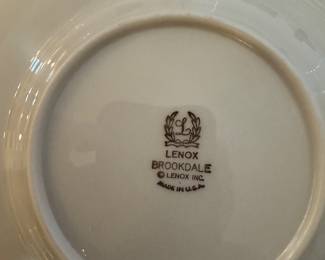 L
LENOX
BROOKDALE
© LENOX INC.
MADE IN U.S.A.